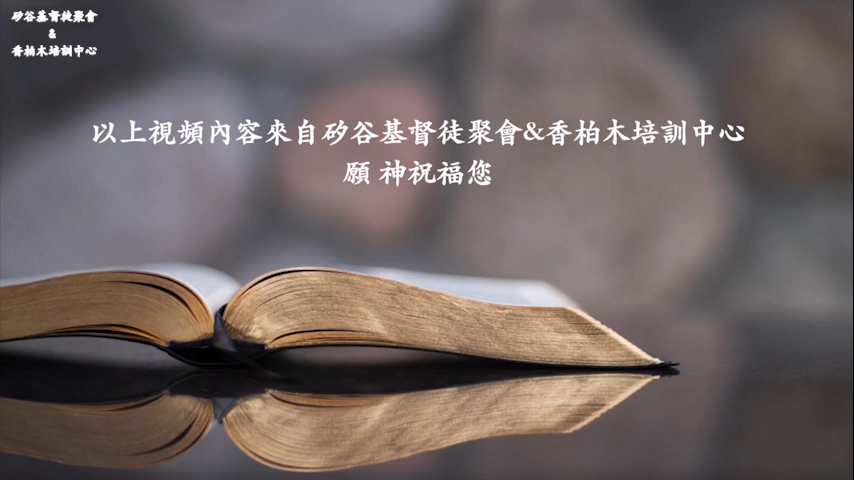 矽谷基督徒聚會
&
香柏木培訓中心
以上視頻內容來自矽谷基督徒聚會&香柏木培訓中心
願 神祝福您